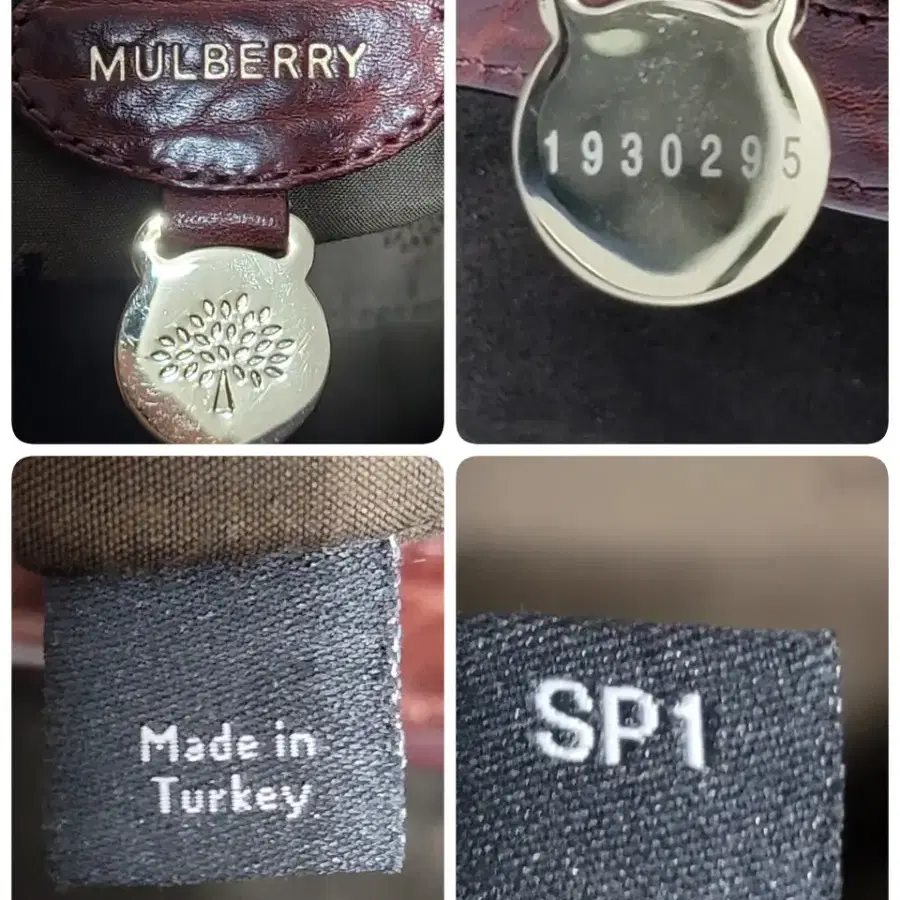 MULBERRY
1930295
Made in
Turkey
SP1